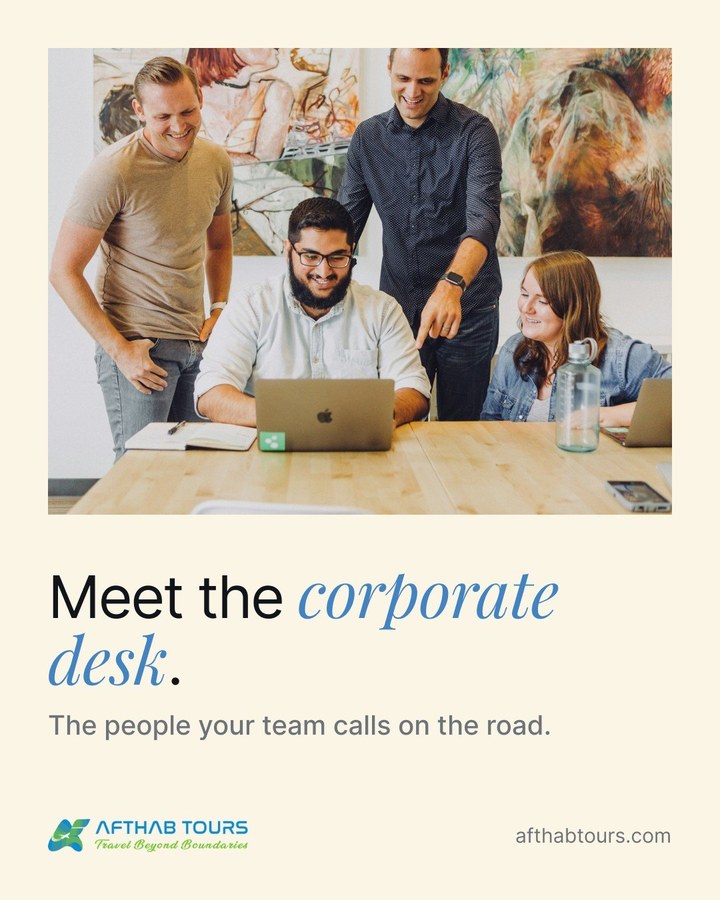 Meet the corporate
desk.
The people your team calls on the road.
AFTHAB TOURS
Travel Beyond Boundaries
afthabtours.com